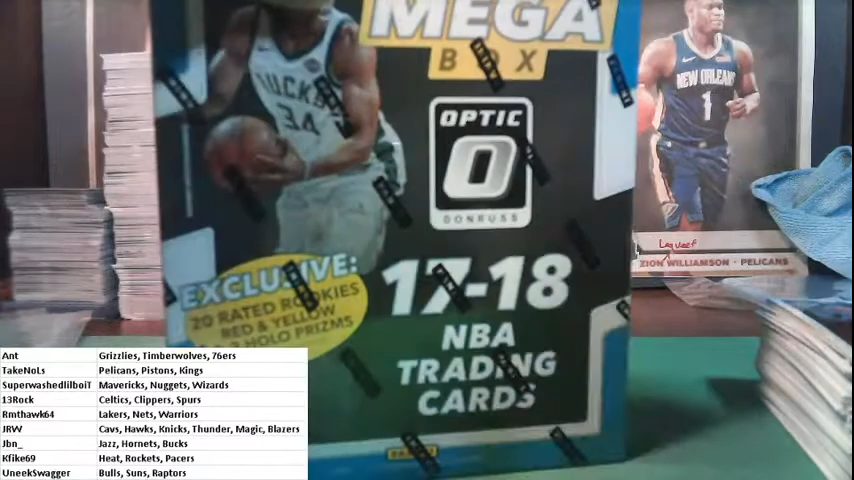 MEGA
BOX
OPTIC
DONRUSS
EXCLUSIVE:
20 RATED ROOKIES
RED & YELLOW
HOLO PRIZMS
17-18
NBA
TRADING
CARDS
PANINI
BUCKS
34
NEW ORLEANS
1
ZION WILLIAMSON • PELICANS
Ant Grizzlies, Timberwolves, 76ers
TakeNoLs Pelicans, Pistons, Kings
SuperwashedlilboiT Mavericks, Nuggets, Wizards
13Rock Celtics, Clippers, Spurs
Rmthawk64 Lakers, Nets, Warriors
JRW Cavs, Hawks, Knicks, Thunder, Magic, Blazers
Jbn_ Jazz, Hornets, Bucks
Kfike69 Heat, Rockets, Pacers
UneekSwagger Bulls, Suns, Raptors